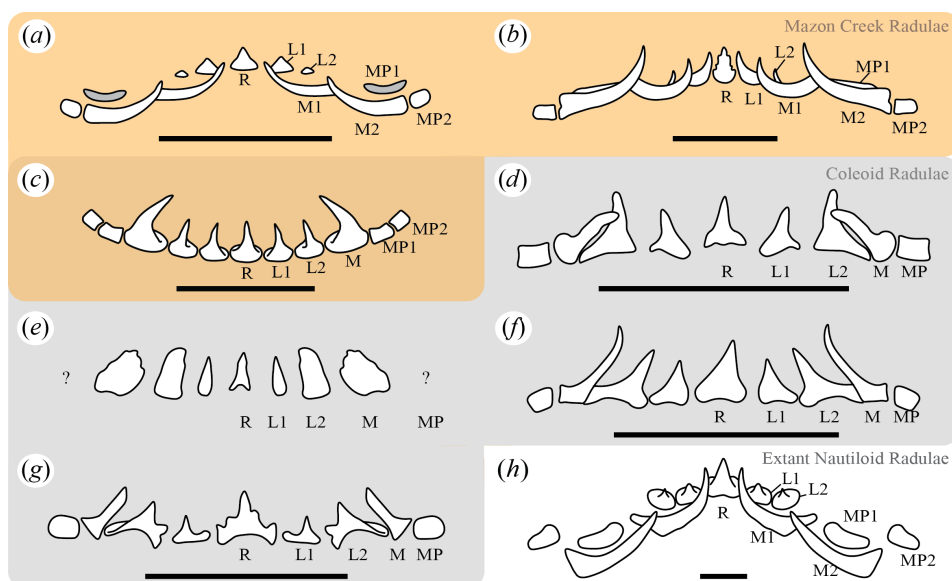 (a)
L1
L2
MP1
R
M1
M2
MP2
Mazon Creek Radulae
(b)
L2
MP1
R
L1
M1
M2
MP2
(c)
MP2
MP1
R
L1
L2
M
Coleoid Radulae
(d)
R
L1
L2
M
MP
(e)
?
?
R
L1
L2
M
MP
(f)
R
L1
L2
M
MP
(g)
R
L1
L2
M
MP
Extant Nautiloid Radulae
(h)
L1
L2
R
MP1
M1
MP2
M2